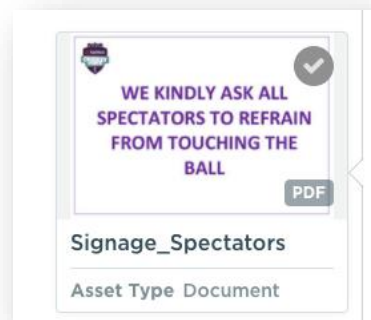 WE KINDLY ASK ALL
SPECTATORS TO REFRAIN
FROM TOUCHING THE
BALL
PDF
Signage_Spectators
Asset Type Document